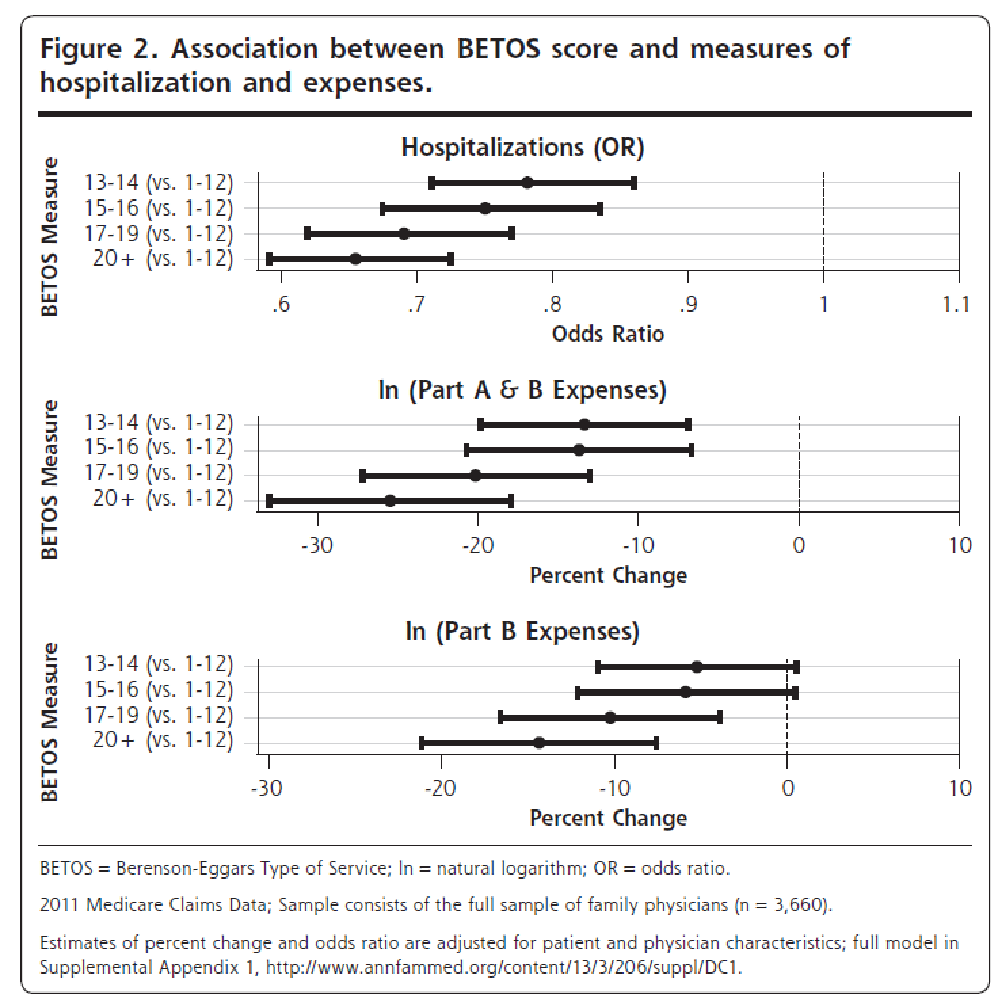 Figure 2. Association between BETOS score and measures of
hospitalization and expenses.
Hospitalizations (OR)
BETOS Measure
13-14 (vs. 1-12)
15-16 (vs. 1-12)
17-19 (vs. 1-12)
20+ (vs. 1-12)
.6 .7 .8 .9 1 1.1
Odds Ratio
ln (Part A & B Expenses)
BETOS Measure
13-14 (vs. 1-12)
15-16 (vs. 1-12)
17-19 (vs. 1-12)
20+ (vs. 1-12)
-30 -20 -10 0 10
Percent Change
ln (Part B Expenses)
BETOS Measure
13-14 (vs. 1-12)
15-16 (vs. 1-12)
17-19 (vs. 1-12)
20+ (vs. 1-12)
-30 -20 -10 0 10
Percent Change
BETOS = Berenson-Eggars Type of Service; ln = natural logarithm; OR = odds ratio.
2011 Medicare Claims Data; Sample consists of the full sample of family physicians (n = 3,660).
Estimates of percent change and odds ratio are adjusted for patient and physician characteristics; full model in
Supplemental Appendix 1, http://www.annfammed.org/content/13/3/206/suppl/DC1.